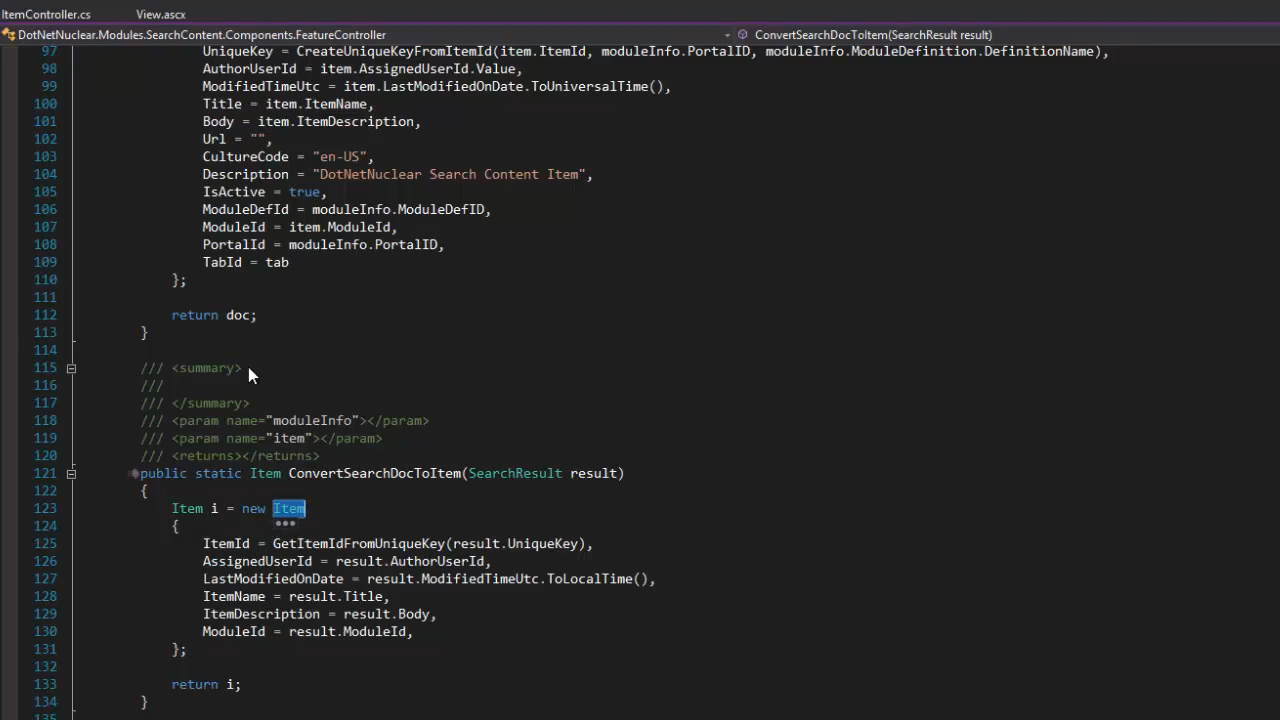 ItemController.cs View.ascx
DotNetNuclear.Modules.SearchContent.Components.FeatureController ConvertSearchDocToItem(SearchResult result)
97 UniqueKey = CreateUniqueKeyFromItemId(item.ItemId, moduleInfo.PortalID, moduleInfo.ModuleDefinition.DefinitionName),
98 AuthorUserId = item.AssignedUserId.Value,
99 ModifiedTimeUtc = item.LastModifiedOnDate.ToUniversalTime(),
100 Title = item.ItemName,
101 Body = item.ItemDescription,
102 Url = "",
103 CultureCode = "en-US",
104 Description = "DotNetNuclear Search Content Item",
105 IsActive = true,
106 ModuleDefId = moduleInfo.ModuleDefID,
107 ModuleId = item.ModuleId,
108 PortalId = moduleInfo.PortalID,
109 TabId = tab
110 };
111
112 return doc;
113 }
114
115 /// <summary>
116 ///
117 /// </summary>
118 /// <param name="moduleInfo"></param>
119 /// <param name="item"></param>
120 /// <returns></returns>
121 public static Item ConvertSearchDocToItem(SearchResult result)
122 {
123 Item i = new Item
124 {
125 ItemId = GetItemIdFromUniqueKey(result.UniqueKey),
126 AssignedUserId = result.AuthorUserId,
127 LastModifiedOnDate = result.ModifiedTimeUtc.ToLocalTime(),
128 ItemName = result.Title,
129 ItemDescription = result.Body,
130 ModuleId = result.ModuleId,
131 };
132
133 return i;
134 }
135